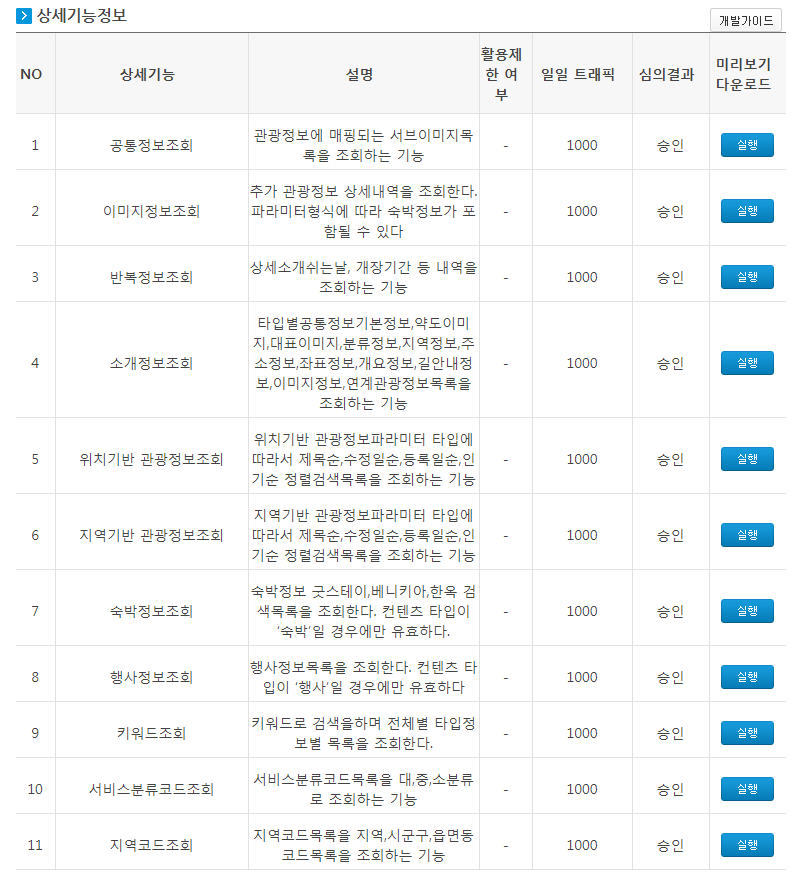 상세기능정보
개발가이드
NO 상세기능 설명 활용제 한 여 부 일일 트래픽 심의결과 미리보기 다운로드
1 공통정보조회 관광정보에 매핑되는 서브이미지목 - 1000 승인 실행
록을 조회하는 기능
2 이미지정보조회 추가 관광정보 상세내역을 조회한다. - 1000 승인 실행
파라미터형식에 따라 숙박정보가 포
함될 수 있다
3 반복정보조회 상세소개쉬는날, 개장기간 등 내역을 - 1000 승인 실행
조회하는 기능
4 소개정보조회 타입별공통정보기본정보,약도이미 - 1000 승인 실행
지,대표이미지,분류정보,지역정보,주
소정보,좌표정보,개요정보,길안내정
보,이미지정보,연계관광정보목록을
조회하는 기능
5 위치기반 관광정보조회 위치기반 관광정보파라미터 타입에 - 1000 승인 실행
따라서 제목순,수정일순,등록일순,인
기순 정렬검색목록을 조회하는 기능
6 지역기반 관광정보조회 지역기반 관광정보파라미터 타입에 - 1000 승인 실행
따라서 제목순,수정일순,등록일순,인
기순 정렬검색목록을 조회하는 기능
7 숙박정보조회 숙박정보 굿스테이,베니키아,한옥 검 - 1000 승인 실행
색목록을 조회한다. 컨텐츠 타입이
‘숙박’일 경우에만 유효하다.
8 행사정보조회 행사정보목록을 조회한다. 컨텐츠 타 - 1000 승인 실행
입이 ‘행사’일 경우에만 유효하다
9 키워드조회 키워드로 검색을하며 전체별 타입정 - 1000 승인 실행
보별 목록을 조회한다.
10 서비스분류코드조회 서비스분류코드목록을 대,중,소분류 - 1000 승인 실행
로 조회하는 기능
11 지역코드조회 지역코드목록을 지역,시군구,읍면동 - 1000 승인 실행
코드목록을 조회하는 기능